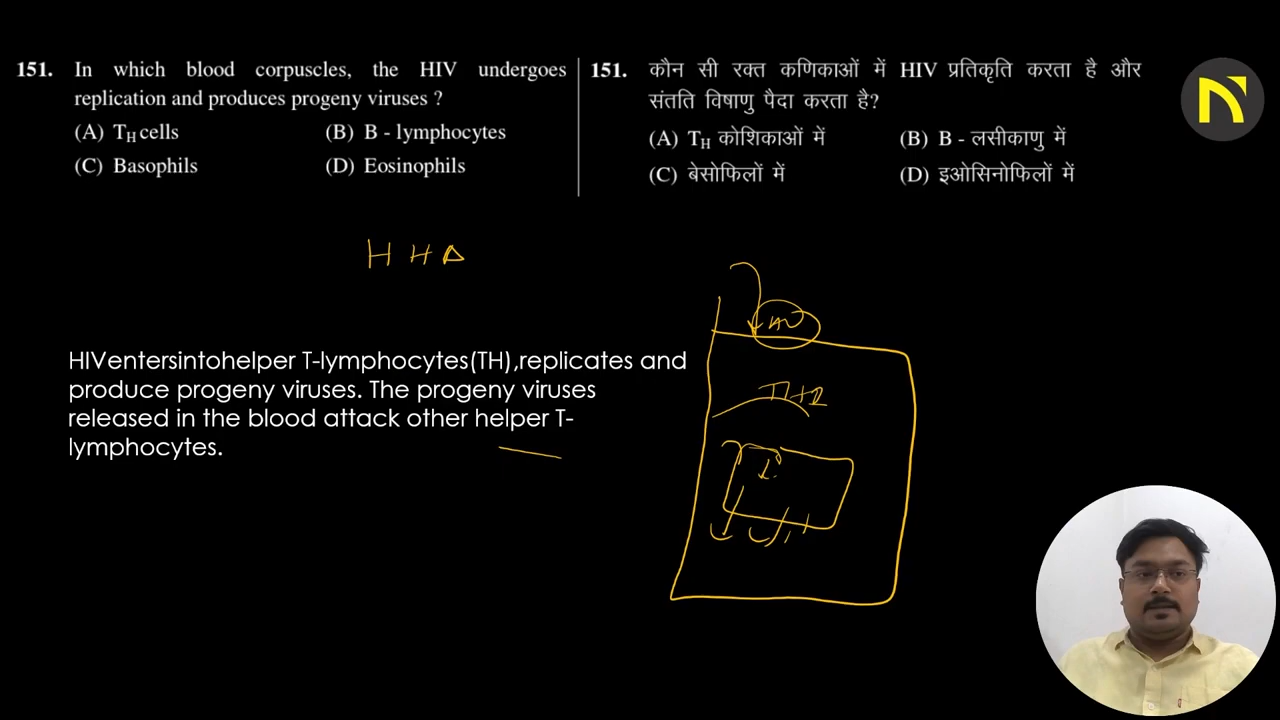 151. In which blood corpuscles, the HIV undergoes
replication and produces progeny viruses ?
(A) TH cells (B) B - lymphocytes
(C) Basophils (D) Eosinophils
151. कौन सी रक्त कणिकाओं में HIV प्रतिकृति करता है और
संतति विषाणु पैदा करता है?
(A) TH कोशिकाओं में (B) B - लसीकाणु में
(C) बेसोफिलों में (D) इओसिनोफिलों में
HIVentersintohelper T-lymphocytes(TH),replicates and
produce progeny viruses. The progeny viruses
released in the blood attack other helper T-
lymphocytes.